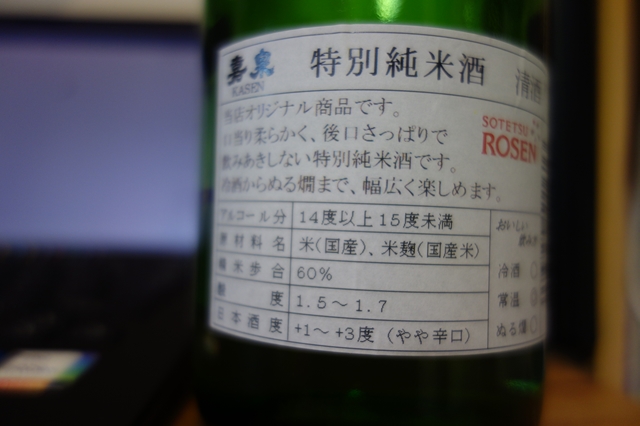 嘉泉 特別純米酒 清酒
KASEN
当店オリジナル商品です。
口当り柔らかく、後口さっぱりで
飲みあきしない特別純米酒です。
冷酒からぬる燗まで、幅広く楽しめます。
SOTETSU
ROSEN
アルコール分 14度以上15度未満
原材料名 米(国産)、米麹(国産米)
精米歩合 60%
酸度 1.5～1.7
日本酒度 +1～+3度 (やや辛口)
おいしい
冷酒
常温
ぬる燗